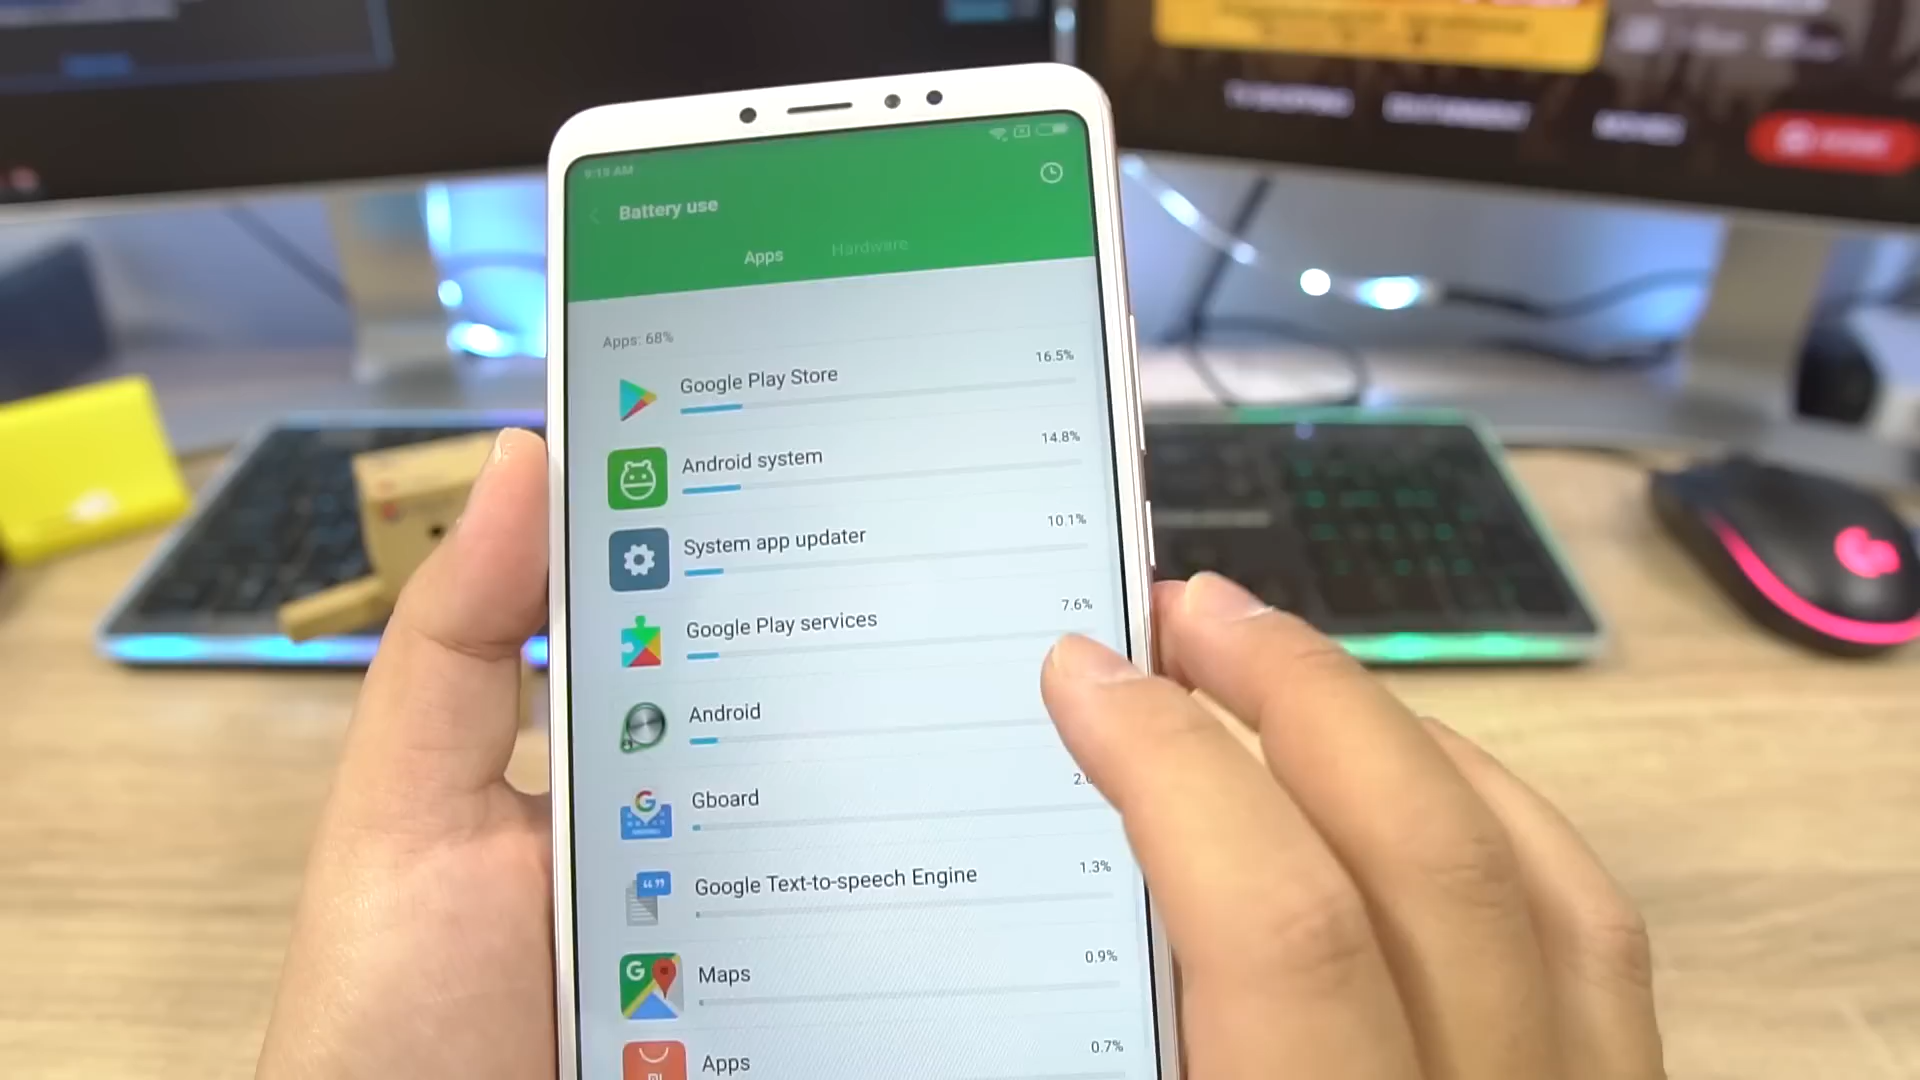 9:19 AM
Battery use
Apps
Hardware
Apps: 68%
Google Play Store
16.5%
Android system
14.8%
System app updater
10.1%
Google Play services
7.6%
Android
Gboard
Google Text-to-speech Engine
1.3%
Maps
0.9%
Apps
0.7%